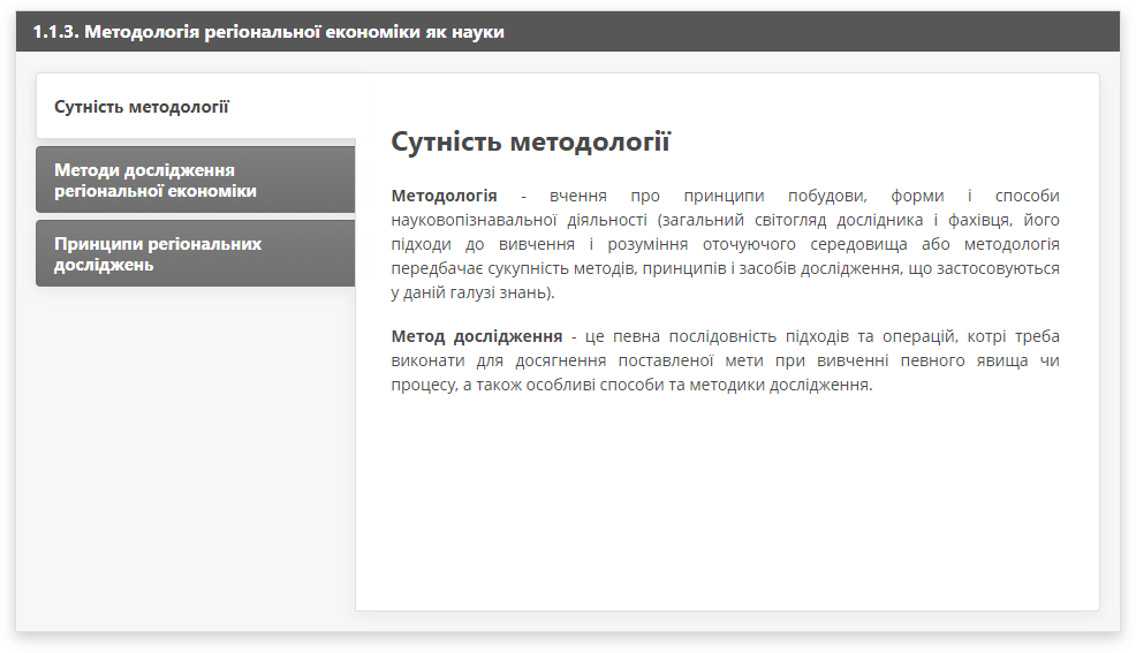 1.1.3. Методологія регіональної економіки як науки
Сутність методології
Методи дослідження
регіональної економіки
Принципи регіональних
досліджень
Сутність методології
Методологія - вчення про принципи побудови, форми і способи
науковопізнавальної діяльності (загальний світогляд дослідника і фахівця, його
підходи до вивчення і розуміння оточуючого середовища або методологія
передбачає сукупність методів, принципів і засобів дослідження, що застосовуються
у даній галузі знань).
Метод дослідження - це певна послідовність підходів та операцій, котрі треба
виконати для досягнення поставленої мети при вивченні певного явища чи
процесу, а також особливі способи та методики дослідження.